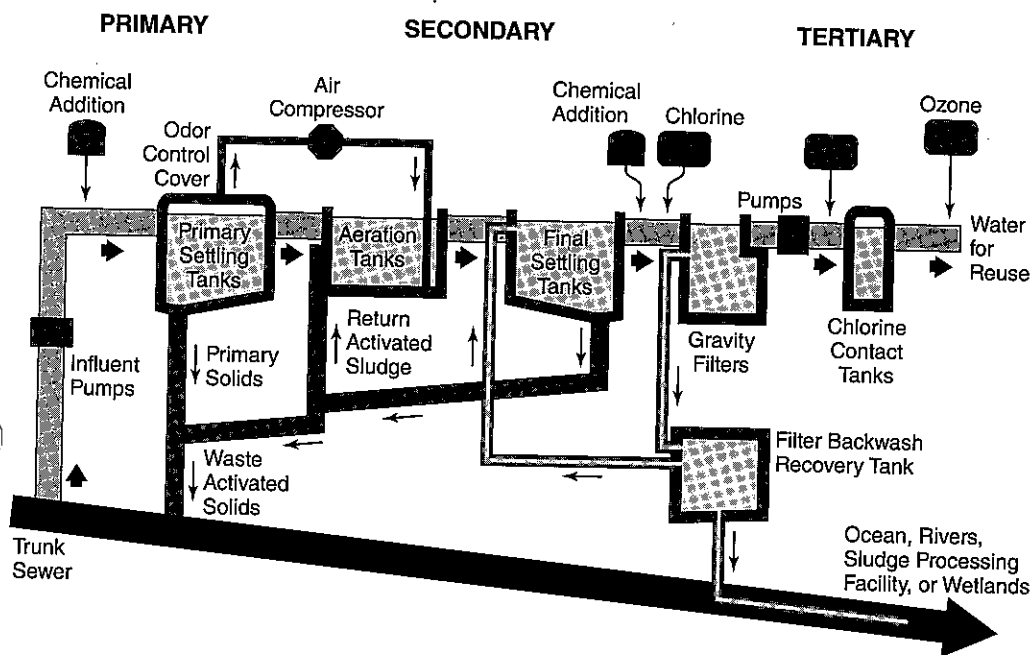 PRIMARY
SECONDARY
TERTIARY
Chemical
Addition
Air
Compressor
Odor
Control
Cover
Chemical
Addition
Chlorine
Ozone
Pumps
Primary
Settling
Tanks
Aeration
Tanks
Final
Settling
Tanks
Water
for
Reuse
Influent
Pumps
Primary
Solids
Return
Activated
Sludge
Gravity
Filters
Chlorine
Contact
Tanks
Waste
Activated
Solids
Filter Backwash
Recovery Tank
Trunk
Sewer
Ocean, Rivers,
Sludge Processing
Facility, or Wetlands